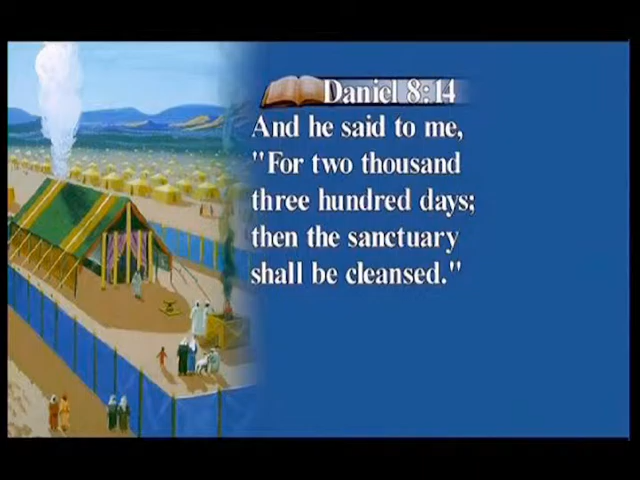 Daniel 8:14
And he said to me,
"For two thousand
three hundred days;
then the sanctuary
shall be cleansed."